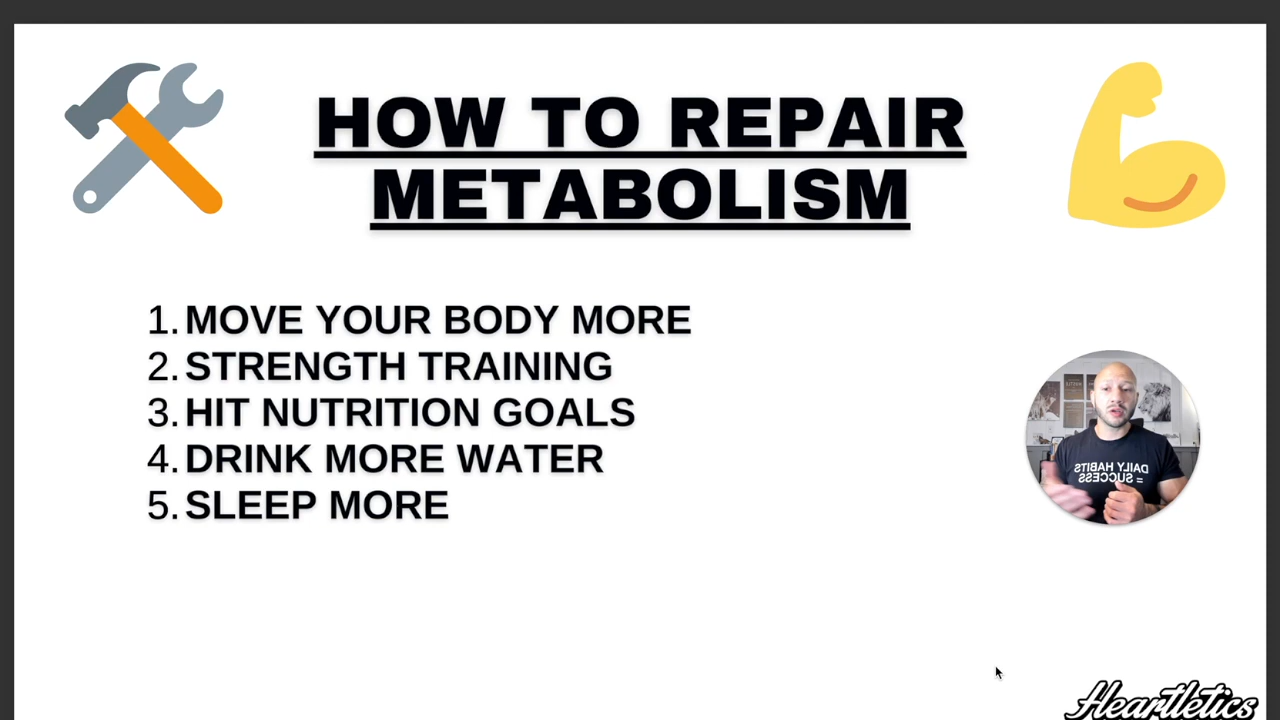 HOW TO REPAIR
METABOLISM
1. MOVE YOUR BODY MORE
2. STRENGTH TRAINING
3. HIT NUTRITION GOALS
4. DRINK MORE WATER
5. SLEEP MORE
DAILY HABITS
= SUCCESS
Heartletics